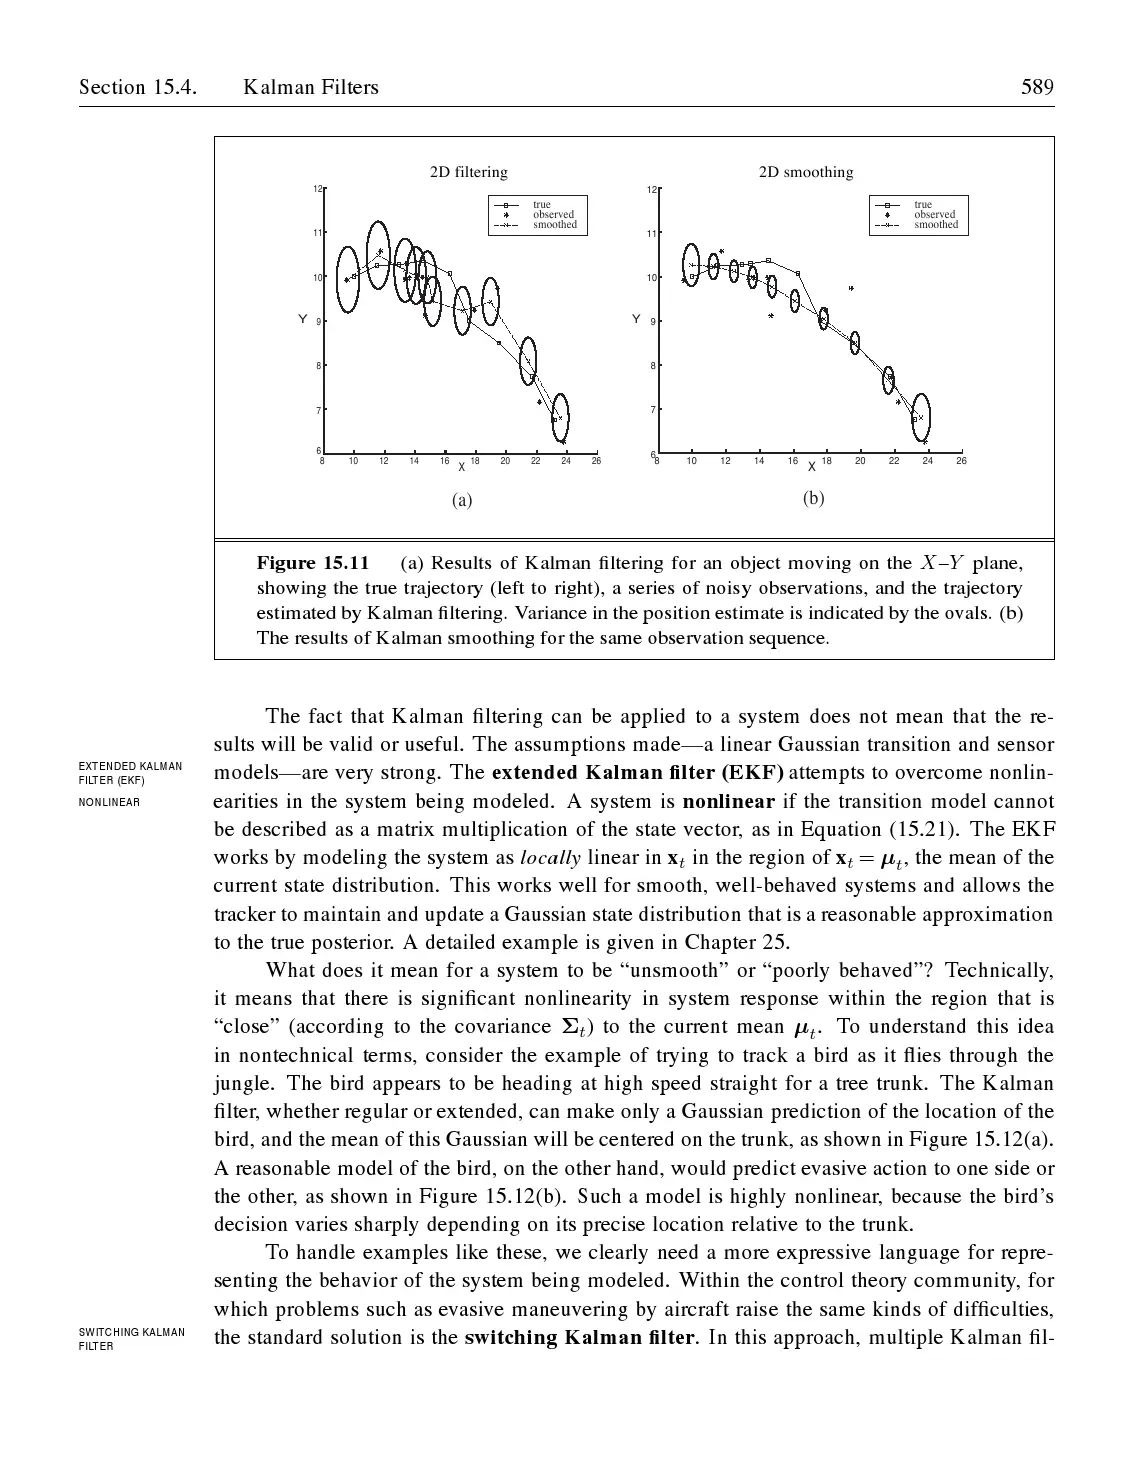 Section 15.4. Kalman Filters 589
2D filtering
12
11
10
9
8
7
6
Y
8 10 12 14 16 18 20 22 24 26
X
true
observed
smoothed
(a)
2D smoothing
12
11
10
9
8
7
6
Y
8 10 12 14 16 18 20 22 24 26
X
true
observed
smoothed
(b)
Figure 15.11 (a) Results of Kalman filtering for an object moving on the X–Y plane,
showing the true trajectory (left to right), a series of noisy observations, and the trajectory
estimated by Kalman filtering. Variance in the position estimate is indicated by the ovals. (b)
The results of Kalman smoothing for the same observation sequence.
The fact that Kalman filtering can be applied to a system does not mean that the re-
sults will be valid or useful. The assumptions made—a linear Gaussian transition and sensor
EXTENDED KALMAN
FILTER (EKF)
models—are very strong. The extended Kalman filter (EKF) attempts to overcome nonlin-
NONLINEAR
earities in the system being modeled. A system is nonlinear if the transition model cannot
be described as a matrix multiplication of the state vector, as in Equation (15.21). The EKF
works by modeling the system as locally linear in xₜ in the region of xₜ = μₜ, the mean of the
current state distribution. This works well for smooth, well-behaved systems and allows the
tracker to maintain and update a Gaussian state distribution that is a reasonable approximation
to the true posterior. A detailed example is given in Chapter 25.
What does it mean for a system to be “unsmooth” or “poorly behaved”? Technically,
it means that there is significant nonlinearity in system response within the region that is
“close” (according to the covariance Σₜ) to the current mean μₜ. To understand this idea
in nontechnical terms, consider the example of trying to track a bird as it flies through the
jungle. The bird appears to be heading at high speed straight for a tree trunk. The Kalman
filter, whether regular or extended, can make only a Gaussian prediction of the location of the
bird, and the mean of this Gaussian will be centered on the trunk, as shown in Figure 15.12(a).
A reasonable model of the bird, on the other hand, would predict evasive action to one side or
the other, as shown in Figure 15.12(b). Such a model is highly nonlinear, because the bird’s
decision varies sharply depending on its precise location relative to the trunk.
To handle examples like these, we clearly need a more expressive language for repre-
senting the behavior of the system being modeled. Within the control theory community, for
which problems such as evasive maneuvering by aircraft raise the same kinds of difficulties,
SWITCHING KALMAN
FILTER
the standard solution is the switching Kalman filter. In this approach, multiple Kalman fil-